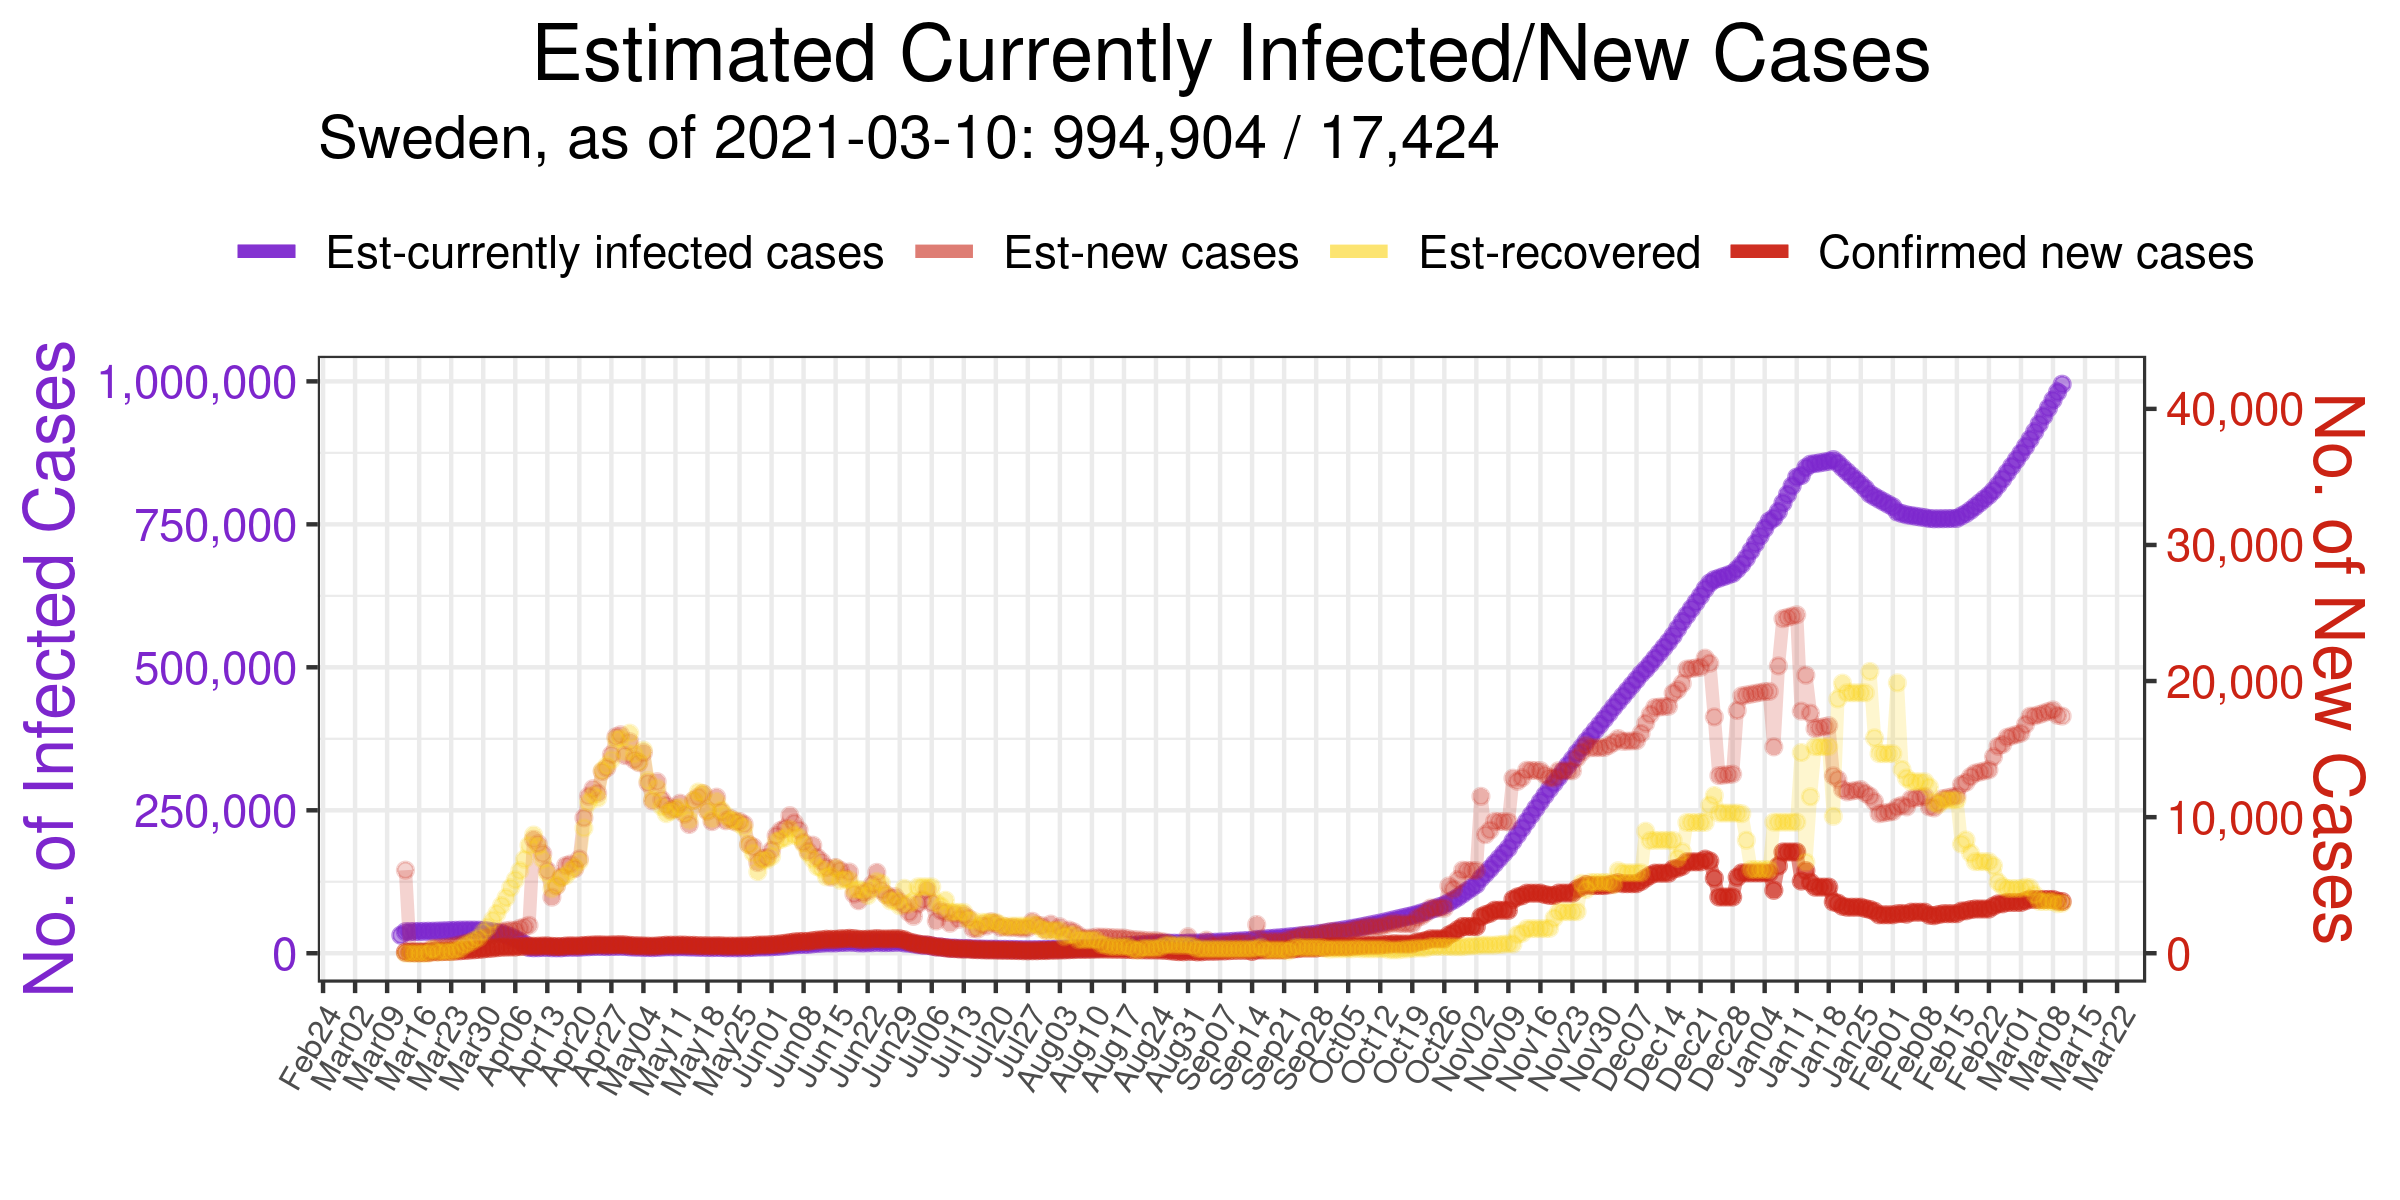 Estimated Currently Infected/New Cases
Sweden, as of 2021-03-10: 994,904 / 17,424
Est-currently infected cases Est-new cases Est-recovered Confirmed new cases
No. of Infected Cases
1,000,000
750,000
500,000
250,000
0
40,000
30,000
20,000
10,000
0
No. of New Cases
Feb24 Mar02 Mar09 Mar16 Mar23 Mar30 Apr06 Apr13 Apr20 Apr27 May04 May11 May18 May25 Jun01 Jun08 Jun15 Jun22 Jun29 Jul06 Jul13 Jul20 Jul27 Aug03 Aug10 Aug17 Aug24 Aug31 Sep07 Sep14 Sep21 Sep28 Oct05 Oct12 Oct19 Oct26 Nov02 Nov09 Nov16 Nov23 Nov30 Dec07 Dec14 Dec21 Dec28 Jan04 Jan11 Jan18 Jan25 Feb01 Feb08 Feb15 Feb22 Mar01 Mar08 Mar15 Mar22